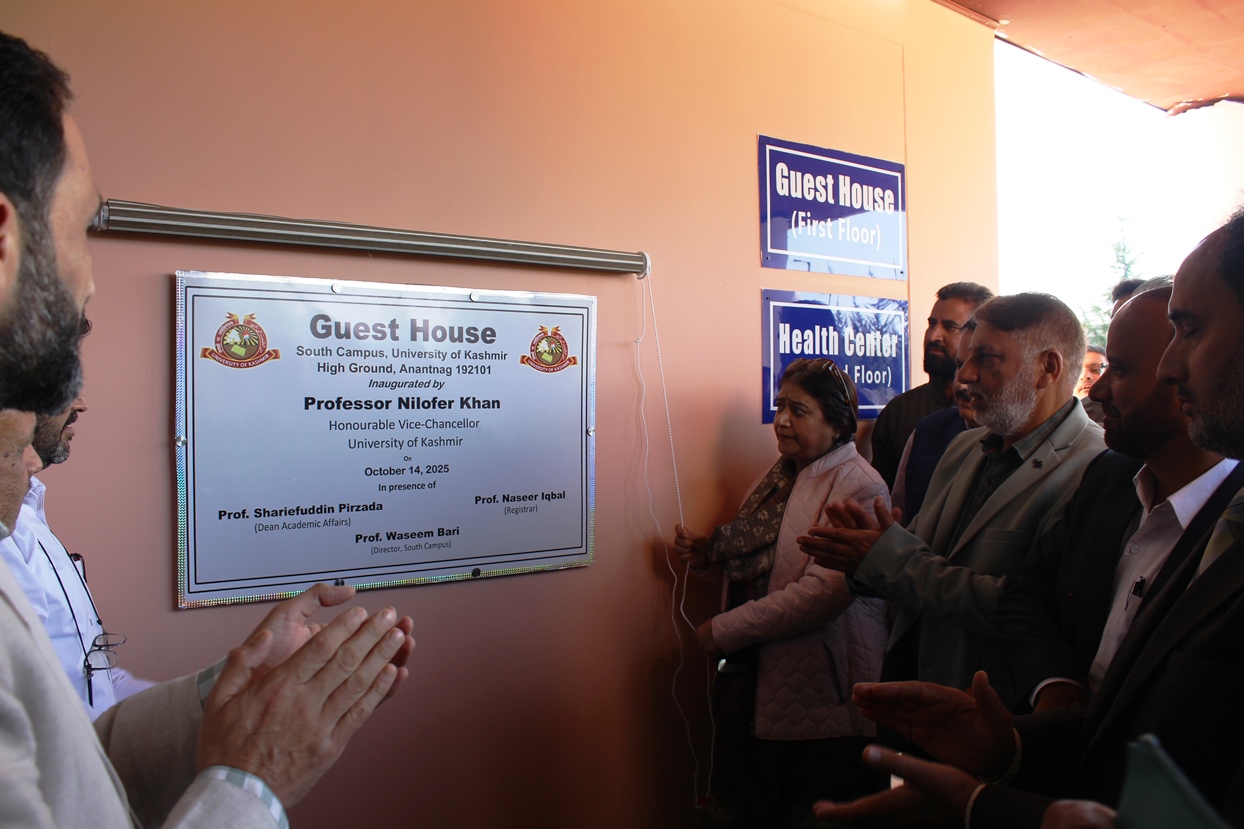 Guest House
South Campus, University of Kashmir
High Ground, Anantnag 192101
Inaugurated by
Professor Nilofer Khan
Honourable Vice-Chancellor
University of Kashmir
On
October 14, 2025
In presence of
Prof. Shariefuddin Pirzada
(Dean Academic Affairs)
Prof. Naseer Iqbal
(Registrar)
Prof. Waseem Bari
(Director, South Campus)
UNIVERSITY OF KASHMIR
UNIVERSITY OF KASHMIR
Guest House
(First Floor)
Health Center
Floor)